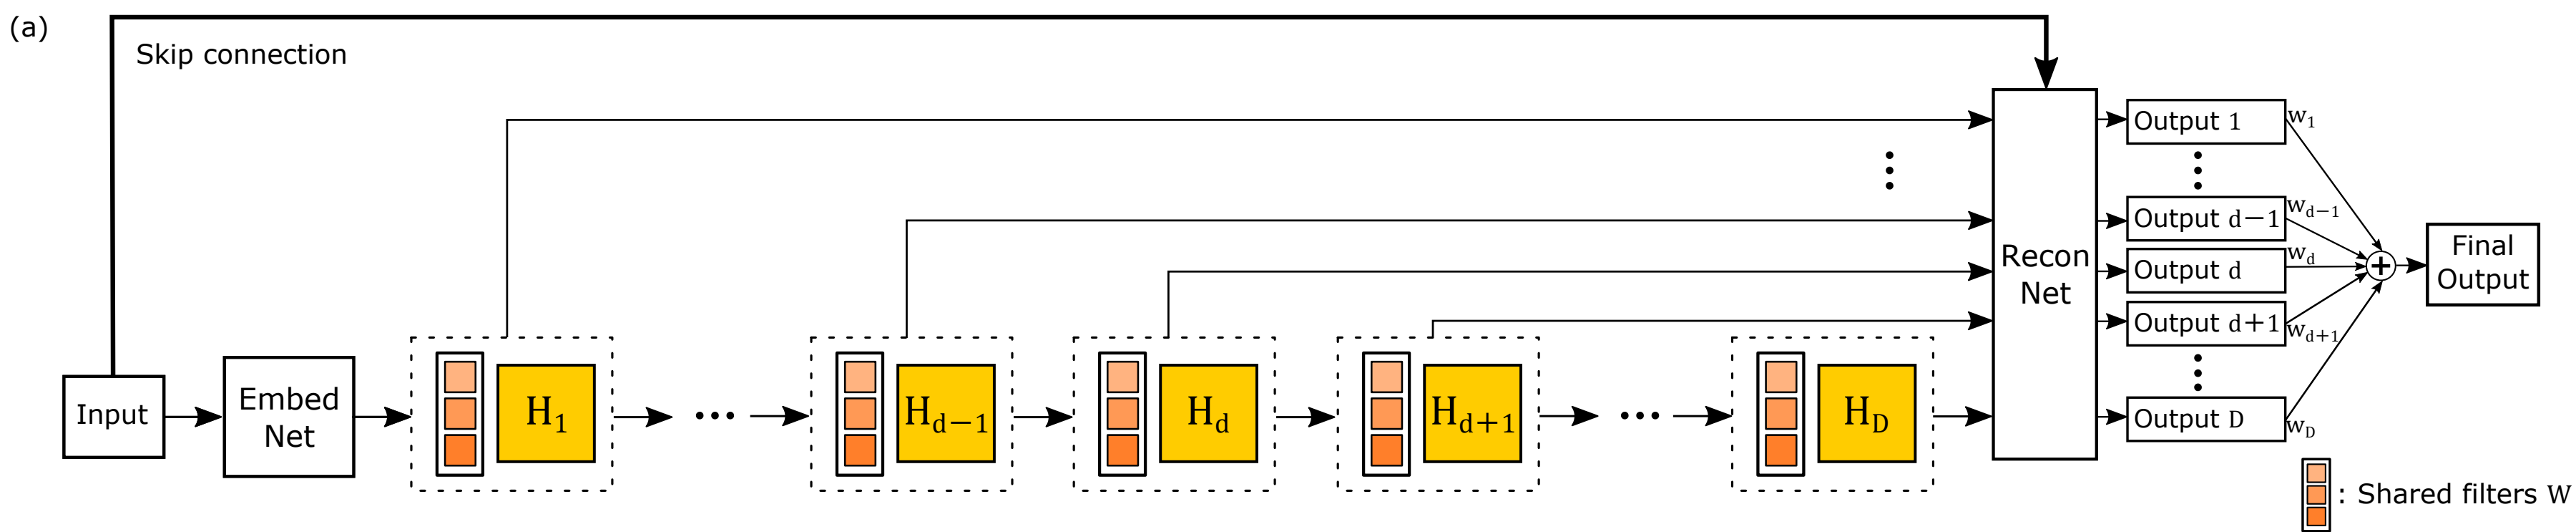 (a)
Skip connection
Input
Embed
Net
H1
...
Hd−1
Hd
Hd+1
...
HD
Recon
Net
Output 1
Output d−1
Output d
Output d+1
Output D
w1
wd−1
wd
wd+1
wD
+
Final
Output
: Shared filters W